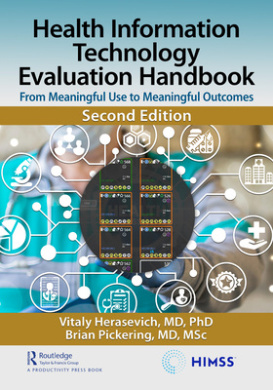 Health Information
Technology
Evaluation Handbook
From Meaningful Use to Meaningful Outcomes
Second Edition
Vitaly Herasevich, MD, PhD
Brian Pickering, MD, MSc
Routledge
Taylor & Francis Group
A PRODUCTIVITY PRESS BOOK
HIMSS